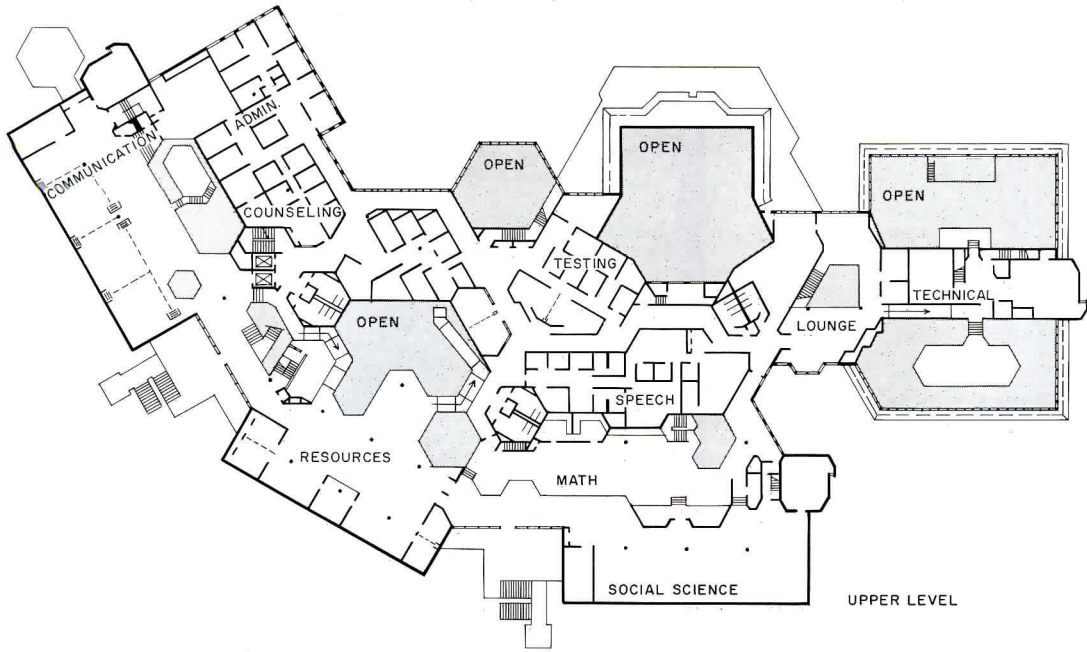 COMMUNICATION
ADMIN.
COUNSELING
OPEN
OPEN
OPEN
TESTING
TECHNICAL
OPEN
LOUNGE
SPEECH
RESOURCES
MATH
SOCIAL SCIENCE
UPPER LEVEL